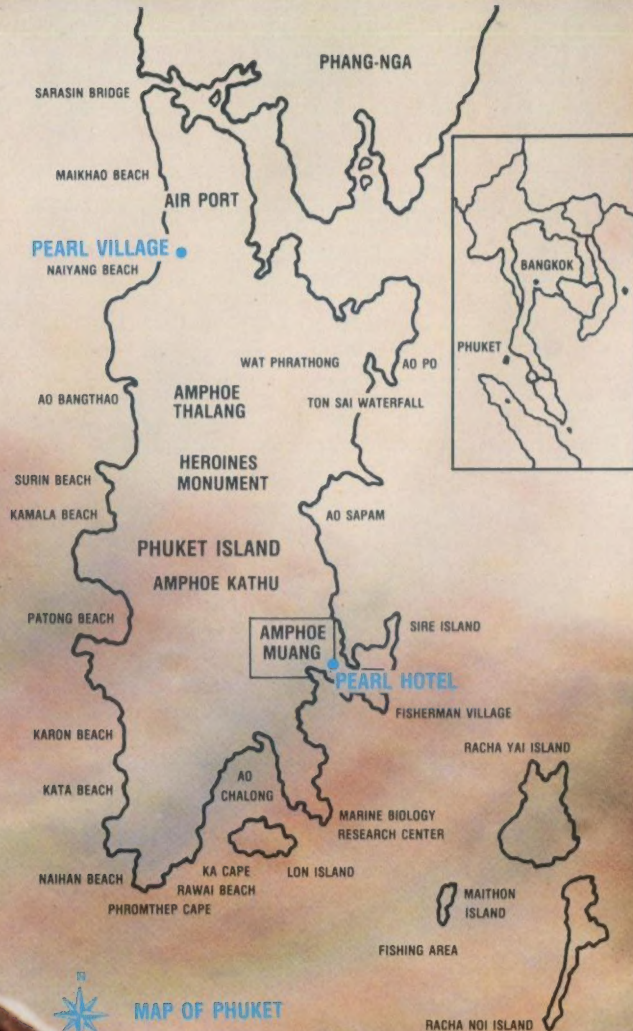 PHANG-NGA
SARASIN BRIDGE
MAIKHAO BEACH
AIR PORT
PEARL VILLAGE
NAIYANG BEACH
BANGKOK
PHUKET
WAT PHRATHONG
AO PO
AO BANGTHAO
AMPHOE
THALANG
TON SAI WATERFALL
HEROINES
MONUMENT
SURIN BEACH
KAMALA BEACH
AO SAPAM
PHUKET ISLAND
AMPHOE KATHU
PATONG BEACH
AMPHOE
MUANG
SIRE ISLAND
PEARL HOTEL
FISHERMAN VILLAGE
KARON BEACH
RACHA YAI ISLAND
KATA BEACH
AO
CHALONG
MARINE BIOLOGY
RESEARCH CENTER
NAIHAN BEACH
KA CAPE
RAWAI BEACH
LON ISLAND
PHROMTHEP CAPE
MAITHON
ISLAND
FISHING AREA
N
MAP OF PHUKET
RACHA NOI ISLAND